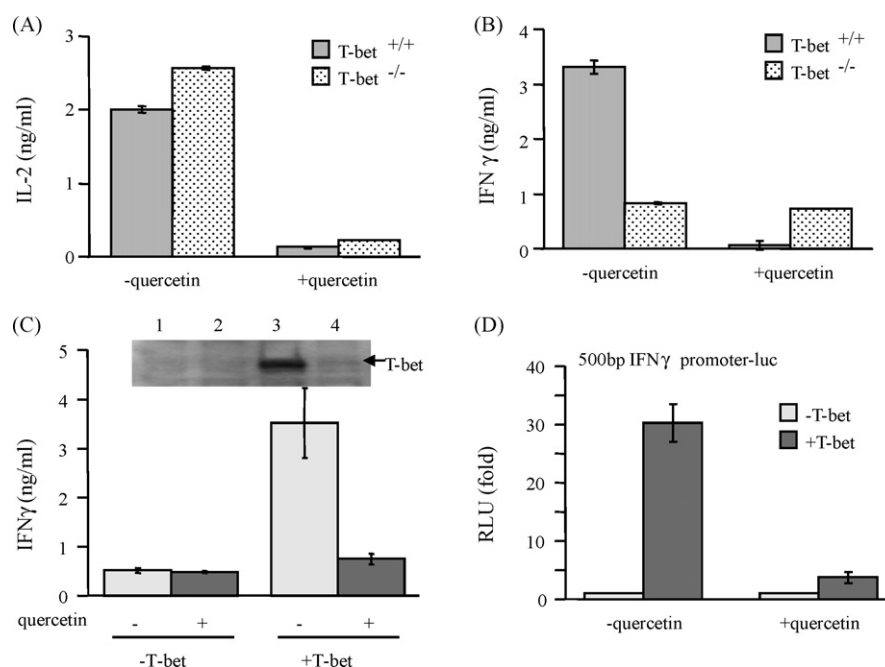 (A)
3
2
1
0
IL-2 (ng/ml)
T-bet +/+
T-bet -/-
-quercetin
+quercetin
(B)
4
3
2
1
0
IFN γ (ng/ml)
T-bet +/+
T-bet -/-
-quercetin
+quercetin
(C)
1 2 3 4
T-bet
5
4
3
2
1
0
IFNγ (ng/ml)
quercetin - + - +
-T-bet +T-bet
(D)
500bp IFNγ promoter-luc
40
30
20
10
0
RLU (fold)
-T-bet
+T-bet
-quercetin
+quercetin